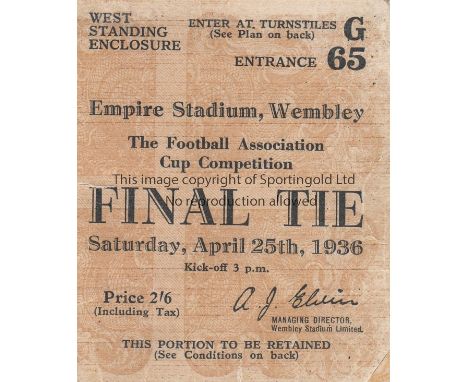 WEST
STANDING
ENCLOSURE
ENTER AT TURNSTILES G
(See Plan on back)
ENTRANCE 65
Empire Stadium, Wembley
The Football Association
Cup Competition
This image copyright of Sportingold Ltd
No reproduction allowed
FINAL TIE
Saturday, April 25th, 1936
Kick-off 3 p.m.
Price 2/6
(Including Tax)
A. J. Elvin
MANAGING DIRECTOR,
Wembley Stadium Limited.
THIS PORTION TO BE RETAINED
(See Conditions on back)